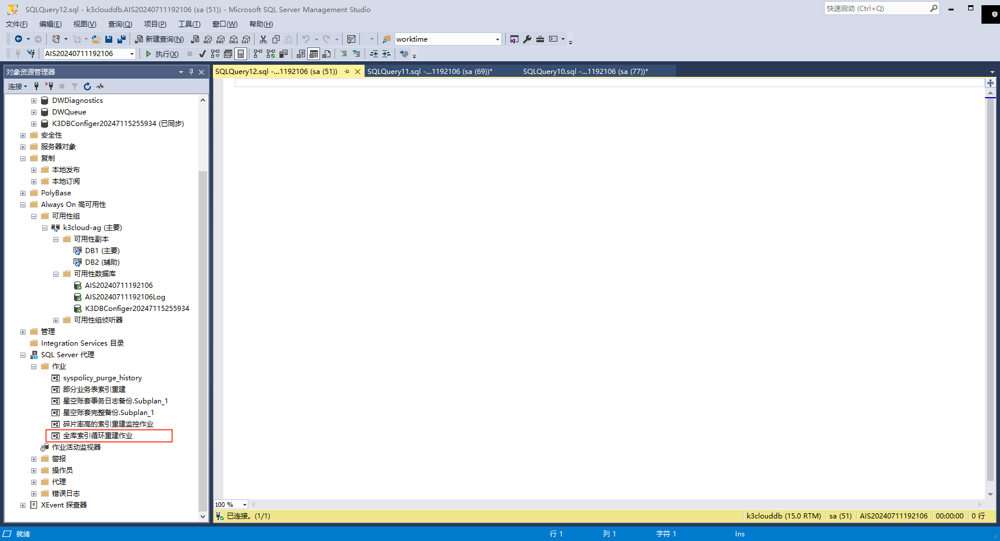 SQLQuery12.sql - k3clouddb.AIS20240711192106 (sa (51)) - Microsoft SQL Server Management Studio
快速启动 (Ctrl+Q)
文件(F) 编辑(E) 视图(V) 查询(Q) 项目(P) 工具(T) 窗口(W) 帮助(H)
新建查询(N) MDX DMX XMLA DAX worktime
AIS20240711192106 执行(X)
对象资源管理器
SQLQuery12.sql -...1192106 (sa (51)) SQLQuery11.sql -...1192106 (sa (69))* SQLQuery10.sql -...1192106 (sa (77))*
连接
DWDiagnostics
DWQueue
K3DBConfiger20247115255934 (已同步)
安全性
服务器对象
复制
本地发布
本地订阅
PolyBase
Always On 高可用性
可用性组
k3cloud-ag (主要)
可用性副本
DB1 (主要)
DB2 (辅助)
可用性数据库
AIS20240711192106
AIS20240711192106Log
K3DBConfiger20247115255934
可用性组侦听器
管理
Integration Services 目录
SQL Server 代理
作业
syspolicy_purge_history
部分业务表索引重建
星空账套事务日志备份.Subplan_1
星空账套完整备份.Subplan_1
碎片率高的索引重建监控作业
全库索引循环重建作业
作业活动监视器
警报
操作员
代理
错误日志
XEvent 探查器
100 %
已连接。(1/1) k3clouddb (15.0 RTM) sa (51) AIS20240711192106 00:00:00 0 行
就绪 行 1 列 1 字符 1 Ins